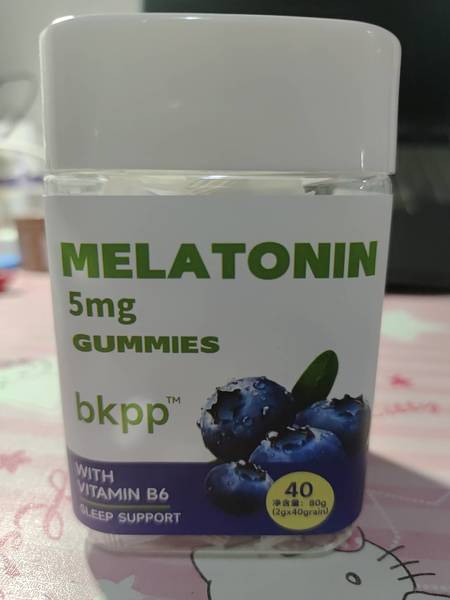 MELATONIN
5mg
GUMMIES
bkpp™
WITH
VITAMIN B6
SLEEP SUPPORT
40
净含量: 80g
(2gx40grain)